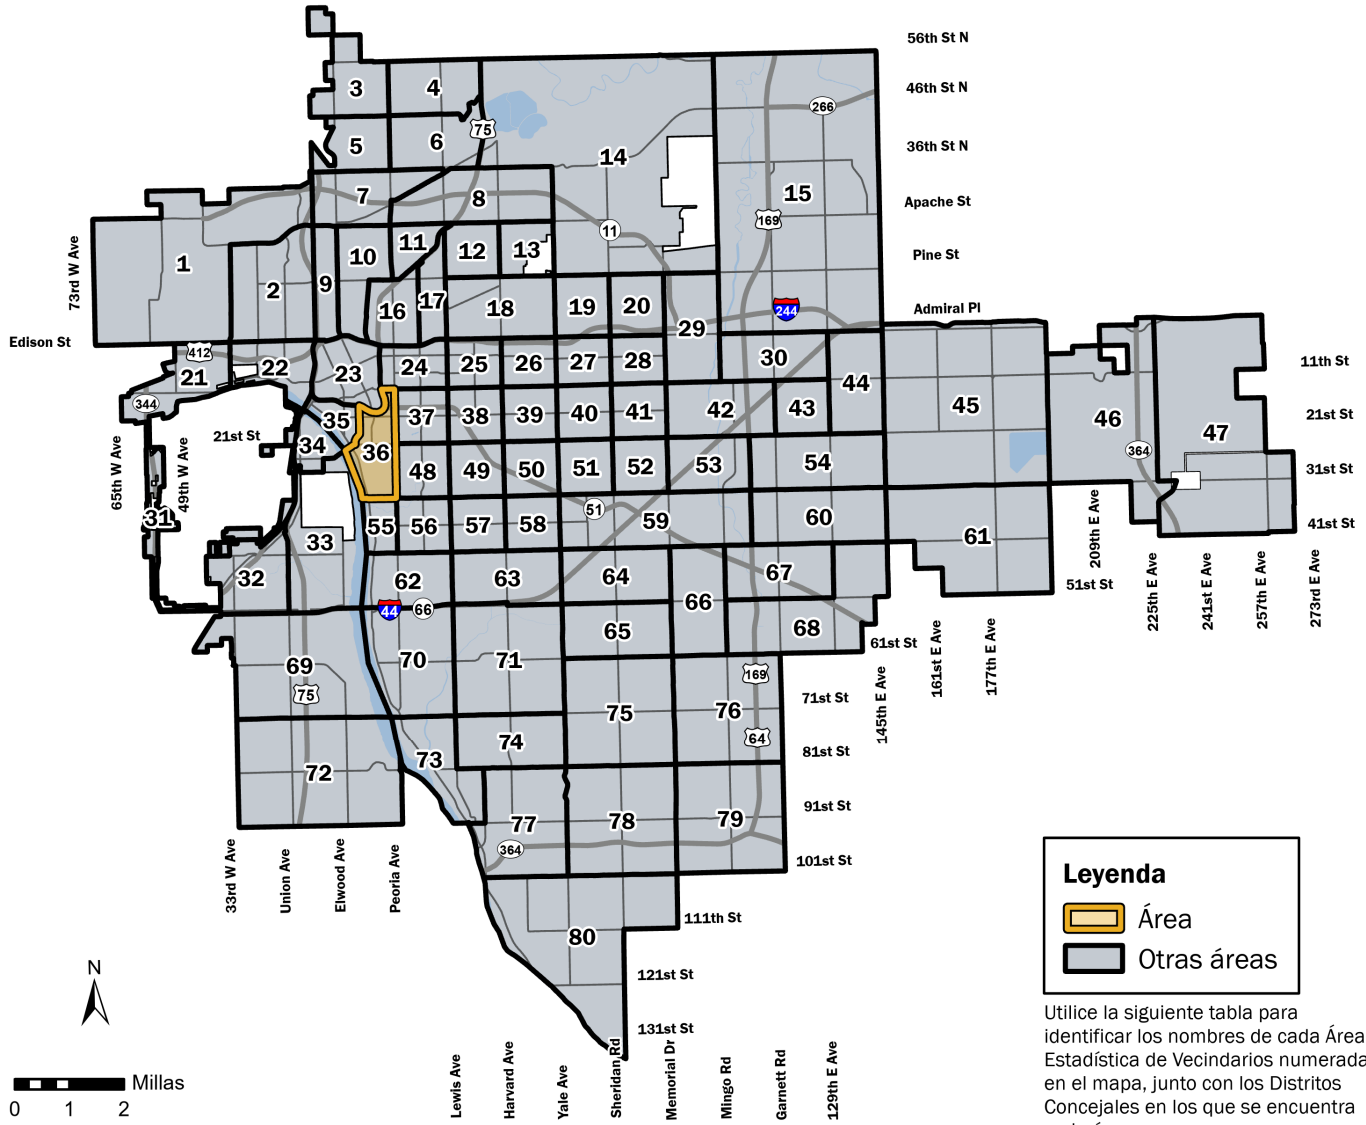 56th St N
46th St N
36th St N
Apache St
Pine St
Admiral Pl
73rd W Ave
Edison St
65th W Ave
49th W Ave
21st St
3
4
5
6
75
266
14
7
8
15
169
11
1
2
9
10
11
12
13
16
17
18
19
20
29
244
412
21
22
23
24
25
26
27
28
30
44
344
35
34
36
37
38
39
40
41
42
43
45
46
47
364
31
48
49
50
51
52
53
54
33
32
55
56
57
58
51
59
60
61
62
63
64
66
67
44
66
65
68
69
75
70
71
169
75
76
64
72
73
74
77
78
79
364
80
11th St
21st St
31st St
41st St
51st St
61st St
71st St
81st St
91st St
101st St
111th St
121st St
131st St
209th E Ave
225th E Ave
241st E Ave
257th E Ave
273rd E Ave
145th E Ave
161st E Ave
177th E Ave
33rd W Ave
Union Ave
Elwood Ave
Peoria Ave
Lewis Ave
Harvard Ave
Yale Ave
Sheridan Rd
Memorial Dr
Mingo Rd
Garnett Rd
129th E Ave
N
Millas
0 1 2
Leyenda
Área
Otras áreas
Utilice la siguiente tabla para
identificar los nombres de cada Área
Estadística de Vecindarios numerada
en el mapa, junto con los Distritos
Concejales en los que se encuentra